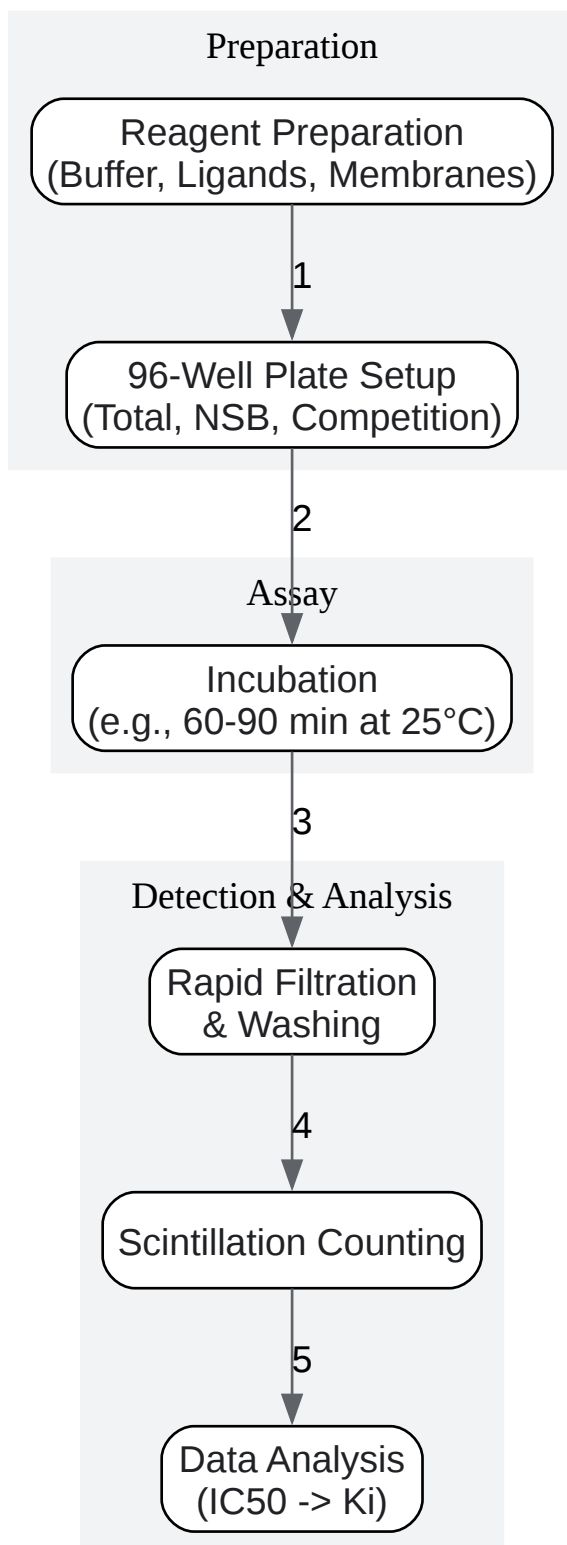 Preparation
Reagent Preparation
(Buffer, Ligands, Membranes)
1
96-Well Plate Setup
(Total, NSB, Competition)
2
Assay
Incubation
(e.g., 60-90 min at 25°C)
3
Detection & Analysis
Rapid Filtration
& Washing
4
Scintillation Counting
5
Data Analysis
(IC50 -> Ki)